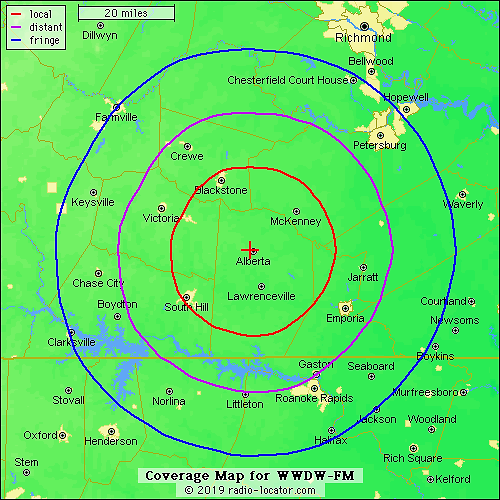 local
distant
fringe
20 miles
Dillwyn
Richmond
Bellwood
Chesterfield Court House
Hopewell
Farmville
Petersburg
Crewe
Blackstone
Keysville
Waverly
Victoria
McKenney
Alberta
Jarratt
Chase City
Lawrenceville
Boydton
South Hill
Courtland
Emporia
Newsoms
Clarksville
Boykins
Gaston
Seaboard
Stovall
Norlina
Littleton
Roanoke Rapids
Murfreesboro
Jackson
Woodland
Oxford
Henderson
Halifax
Rich Square
Stem
Kelford
Coverage Map for WWDW-FM
© 2019 radio-locator.com